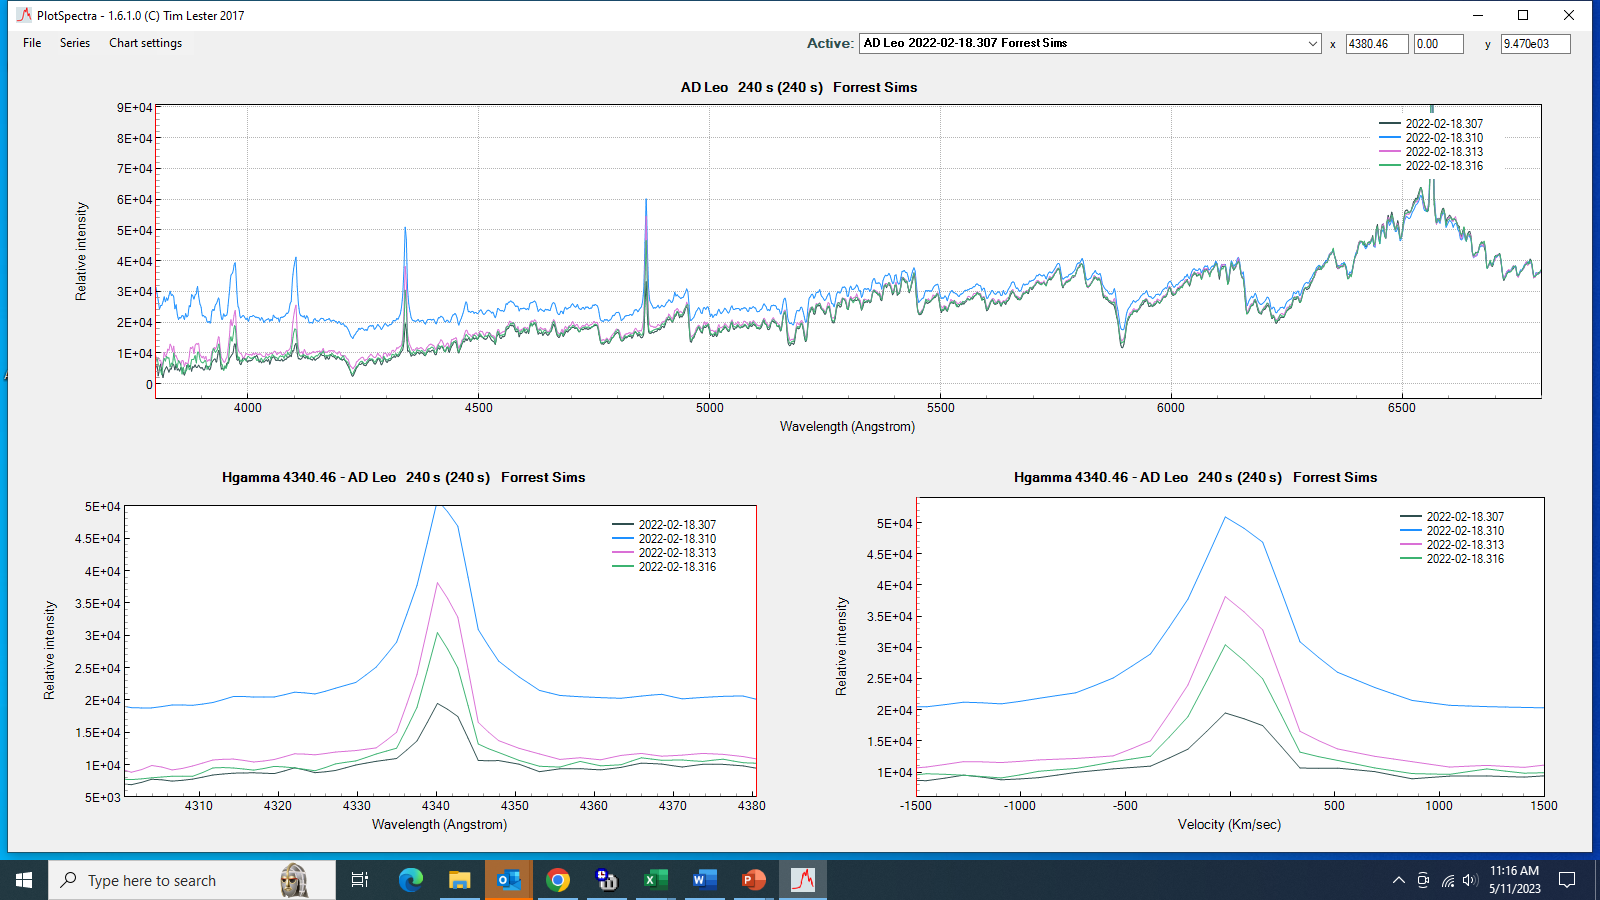 PlotSpectra - 1.6.1.0 (C) Tim Lester 2017
File Series Chart settings
Active: AD Leo 2022-02-18.307 Forrest Sims x 4380.46 0.00 y 9.470e03
AD Leo 240 s (240 s) Forrest Sims
9E+04
8E+04
7E+04
6E+04
5E+04
4E+04
3E+04
2E+04
1E+04
0
Relative intensity
2022-02-18.307
2022-02-18.310
2022-02-18.313
2022-02-18.316
4000 4500 5000 5500 6000 6500
Wavelength (Angstrom)
Hgamma 4340.46 - AD Leo 240 s (240 s) Forrest Sims
5E+04
4.5E+04
4E+04
3.5E+04
3E+04
2.5E+04
2E+04
1.5E+04
1E+04
5E+03
Relative intensity
2022-02-18.307
2022-02-18.310
2022-02-18.313
2022-02-18.316
4310 4320 4330 4340 4350 4360 4370 4380
Wavelength (Angstrom)
Hgamma 4340.46 - AD Leo 240 s (240 s) Forrest Sims
5E+04
4.5E+04
4E+04
3.5E+04
3E+04
2.5E+04
2E+04
1.5E+04
1E+04
Relative intensity
2022-02-18.307
2022-02-18.310
2022-02-18.313
2022-02-18.316
-1500 -1000 -500 0 500 1000 1500
Velocity (Km/sec)
Type here to search
11:16 AM
5/11/2023